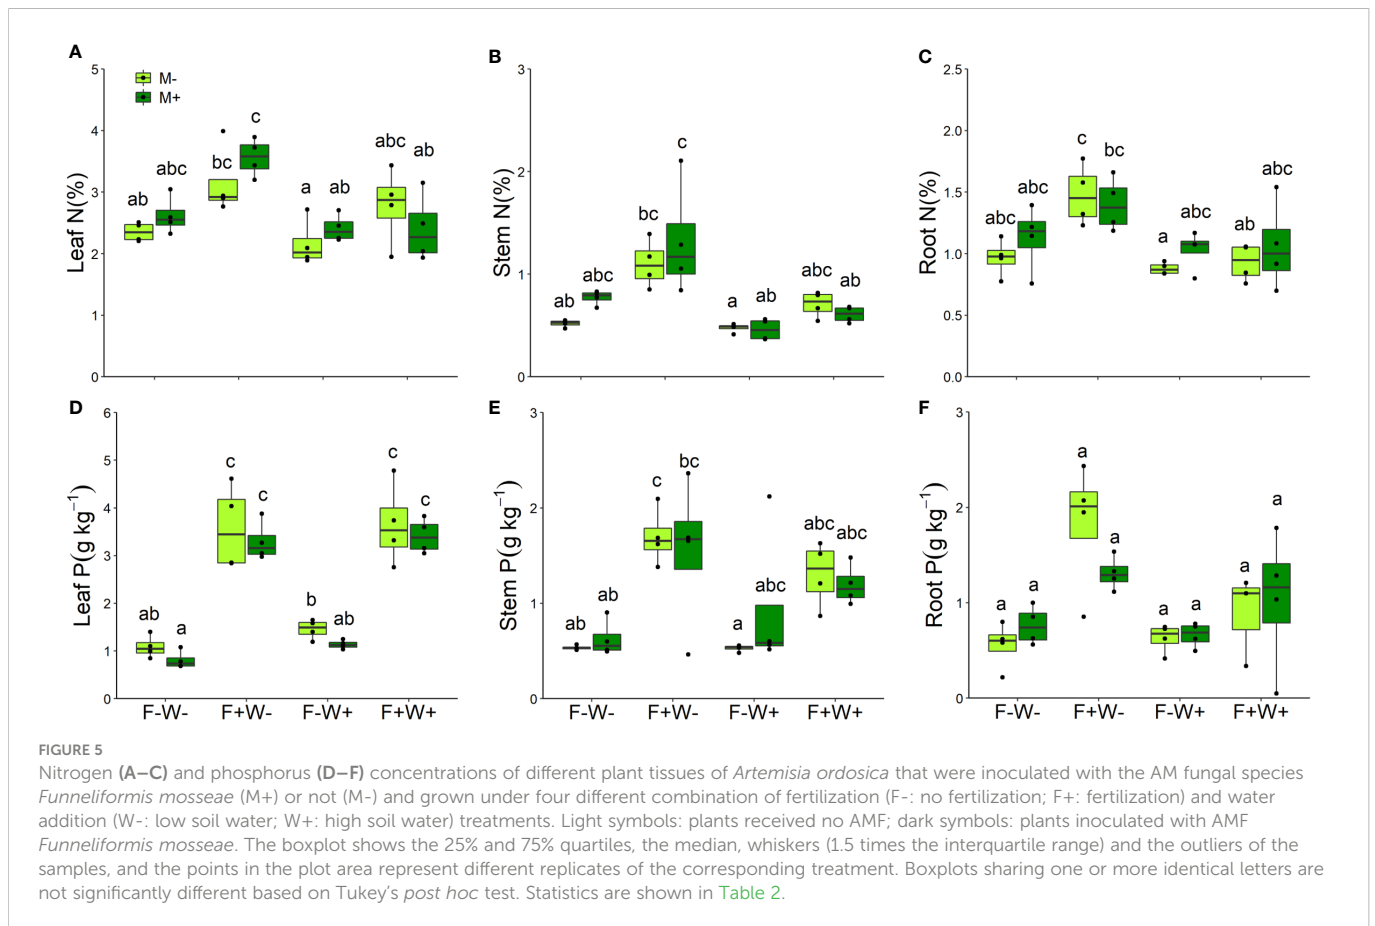 A
Leaf N(%)
5
4
3
2
1
0
M-
M+
ab
abc
bc
c
a
ab
abc
ab
B
Stem N(%)
3
2
1
0
ab
abc
bc
c
a
ab
abc
ab
C
Root N(%)
2.5
2.0
1.5
1.0
0.5
0.0
abc
abc
c
bc
a
abc
ab
abc
D
Leaf P(g kg⁻¹)
6
5
4
3
2
1
0
ab
a
c
c
b
ab
c
c
F-W-
F+W-
F-W+
F+W+
E
Stem P(g kg⁻¹)
3
2
1
0
ab
ab
c
bc
a
abc
abc
abc
F-W-
F+W-
F-W+
F+W+
F
Root P(g kg⁻¹)
3
2
1
0
a
a
a
a
a
a
a
a
F-W-
F+W-
F-W+
F+W+
FIGURE 5
Nitrogen (A–C) and phosphorus (D–F) concentrations of different plant tissues of Artemisia ordosica that were inoculated with the AM fungal species
Funneliformis mosseae (M+) or not (M-) and grown under four different combination of fertilization (F-: no fertilization; F+: fertilization) and water
addition (W-: low soil water; W+: high soil water) treatments. Light symbols: plants received no AMF; dark symbols: plants inoculated with AMF
Funneliformis mosseae. The boxplot shows the 25% and 75% quartiles, the median, whiskers (1.5 times the interquartile range) and the outliers of the
samples, and the points in the plot area represent different replicates of the corresponding treatment. Boxplots sharing one or more identical letters are
not significantly different based on Tukey's post hoc test. Statistics are shown in Table 2.